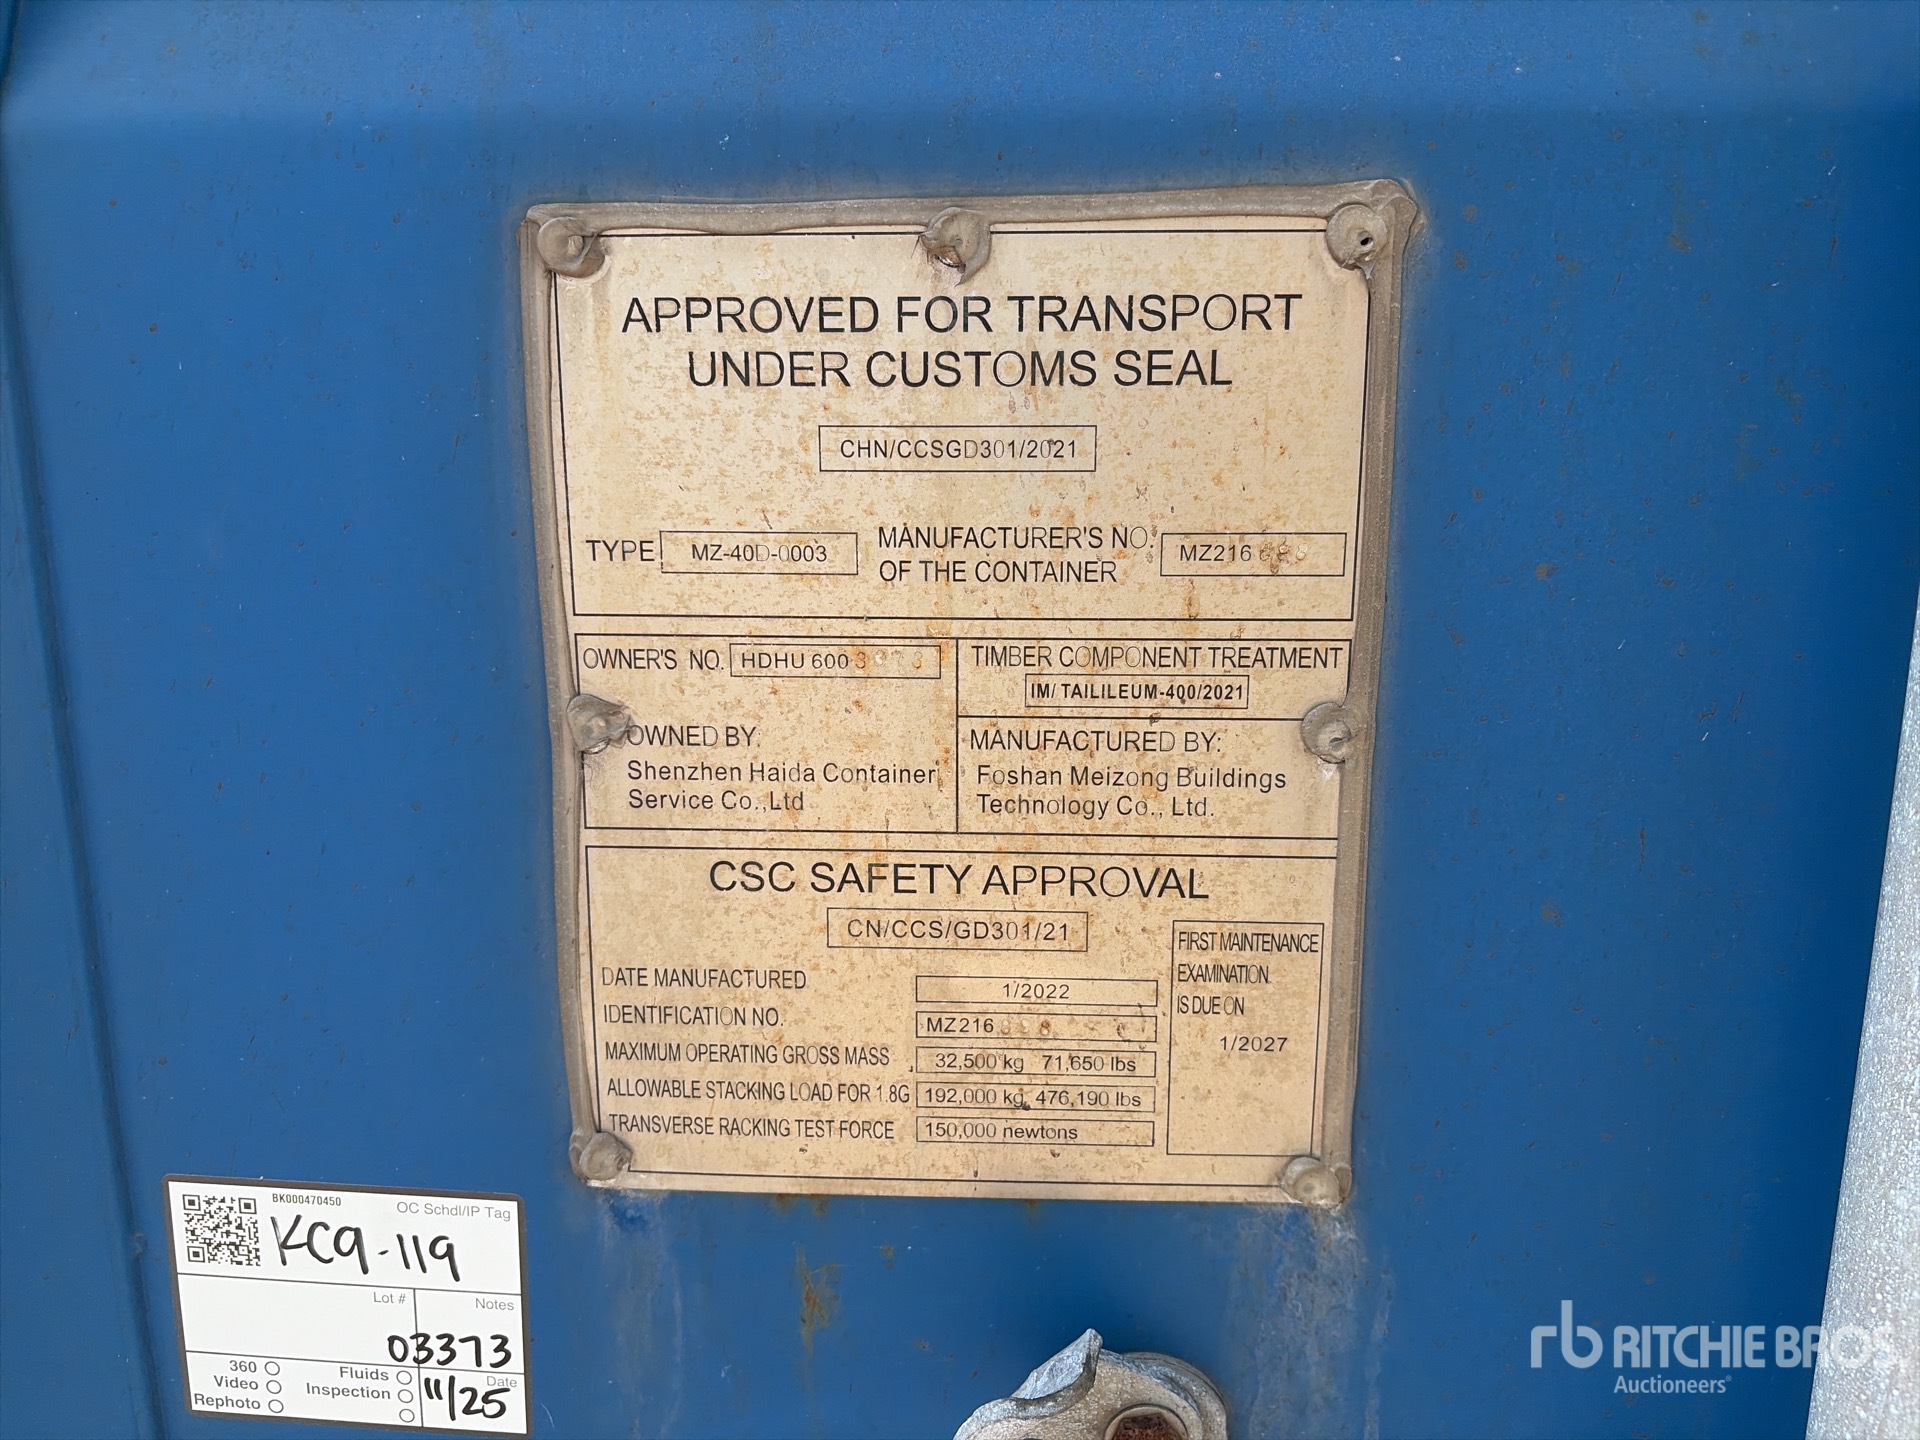 APPROVED FOR TRANSPORT
UNDER CUSTOMS SEAL
CHN/CCSGD301/2021
TYPE MZ-40D-0003
MANUFACTURER'S NO.
OF THE CONTAINER
MZ216
OWNER'S NO. HDHU 600
TIMBER COMPONENT TREATMENT
IM/ TAILILEUM-400/2021
OWNED BY:
Shenzhen Haida Container
Service Co.,Ltd
MANUFACTURED BY:
Foshan Meizong Buildings
Technology Co., Ltd.
CSC SAFETY APPROVAL
CN/CCS/GD301/21
DATE MANUFACTURED 1/2022
IDENTIFICATION NO. MZ216
MAXIMUM OPERATING GROSS MASS 32,500 kg 71,650 lbs
ALLOWABLE STACKING LOAD FOR 1.8G 192,000 kg 476,190 lbs
TRANSVERSE RACKING TEST FORCE 150,000 newtons
FIRST MAINTENANCE
EXAMINATION
IS DUE ON
1/2027
BK000470450
OC Schdl/IP Tag
KC9-119
Lot #
Notes
03373
360
Video
Rephoto
Fluids
Inspection
Date
11/25
rb RITCHIE BROS
Auctioneers